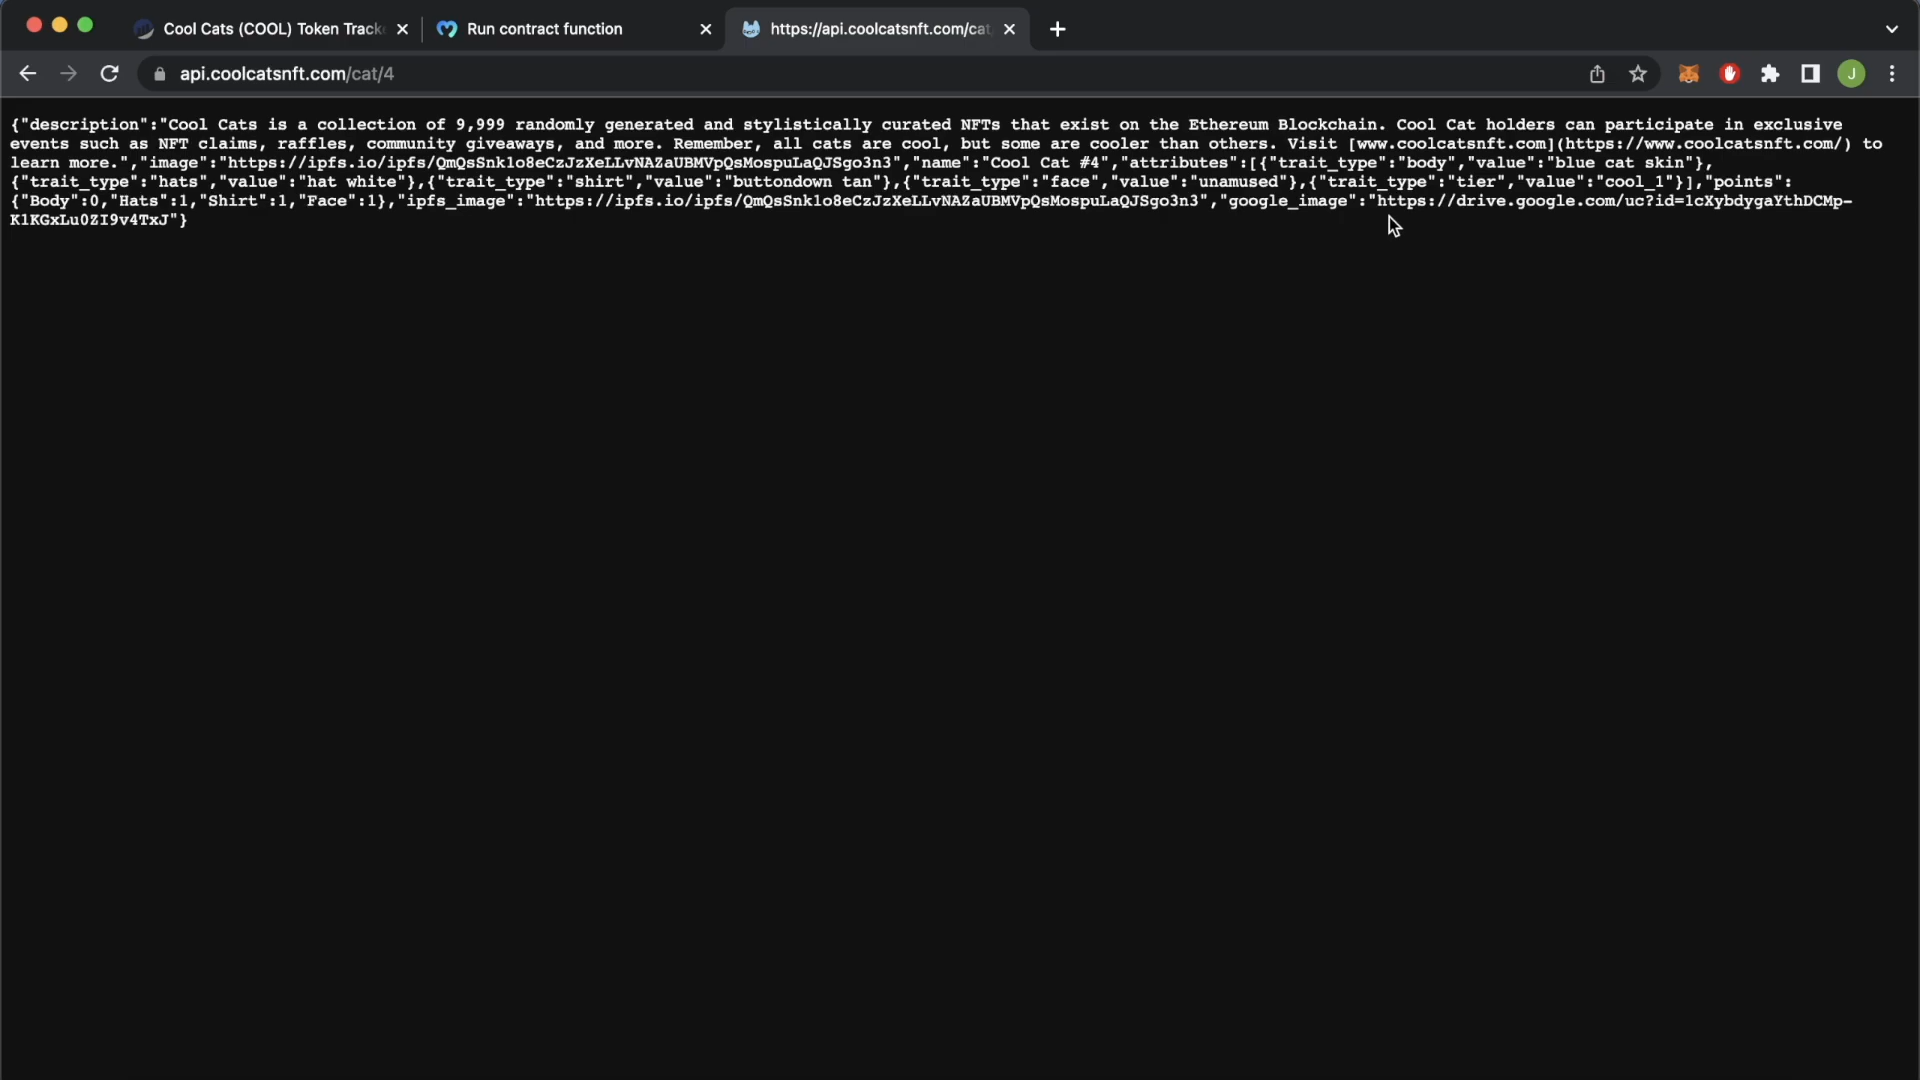 Cool Cats (COOL) Token Track
Run contract function
https://api.coolcatsnft.com/cat
api.coolcatsnft.com/cat/4
J
{"description":"Cool Cats is a collection of 9,999 randomly generated and stylistically curated NFTs that exist on the Ethereum Blockchain. Cool Cat holders can participate in exclusive
events such as NFT claims, raffles, community giveaways, and more. Remember, all cats are cool, but some are cooler than others. Visit [www.coolcatsnft.com](https://www.coolcatsnft.com/) to
learn more.","image":"https://ipfs.io/ipfs/QmQsSnk1o8eCzJzXeLLvNAZaUBMVpQsMospuLaQJSgo3n3","name":"Cool Cat #4","attributes":[{"trait_type":"body","value":"blue cat skin"},
{"trait_type":"hats","value":"hat white"},{"trait_type":"shirt","value":"buttondown tan"},{"trait_type":"face","value":"unamused"},{"trait_type":"tier","value":"cool_1"}],"points":
{"Body":0,"Hats":1,"Shirt":1,"Face":1},"ipfs_image":"https://ipfs.io/ipfs/QmQsSnk1o8eCzJzXeLLvNAZaUBMVpQsMospuLaQJSgo3n3","google_image":"https://drive.google.com/uc?id=1cXybdygaYthDCMp-
K1KGxLu0ZI9v4TxJ"}